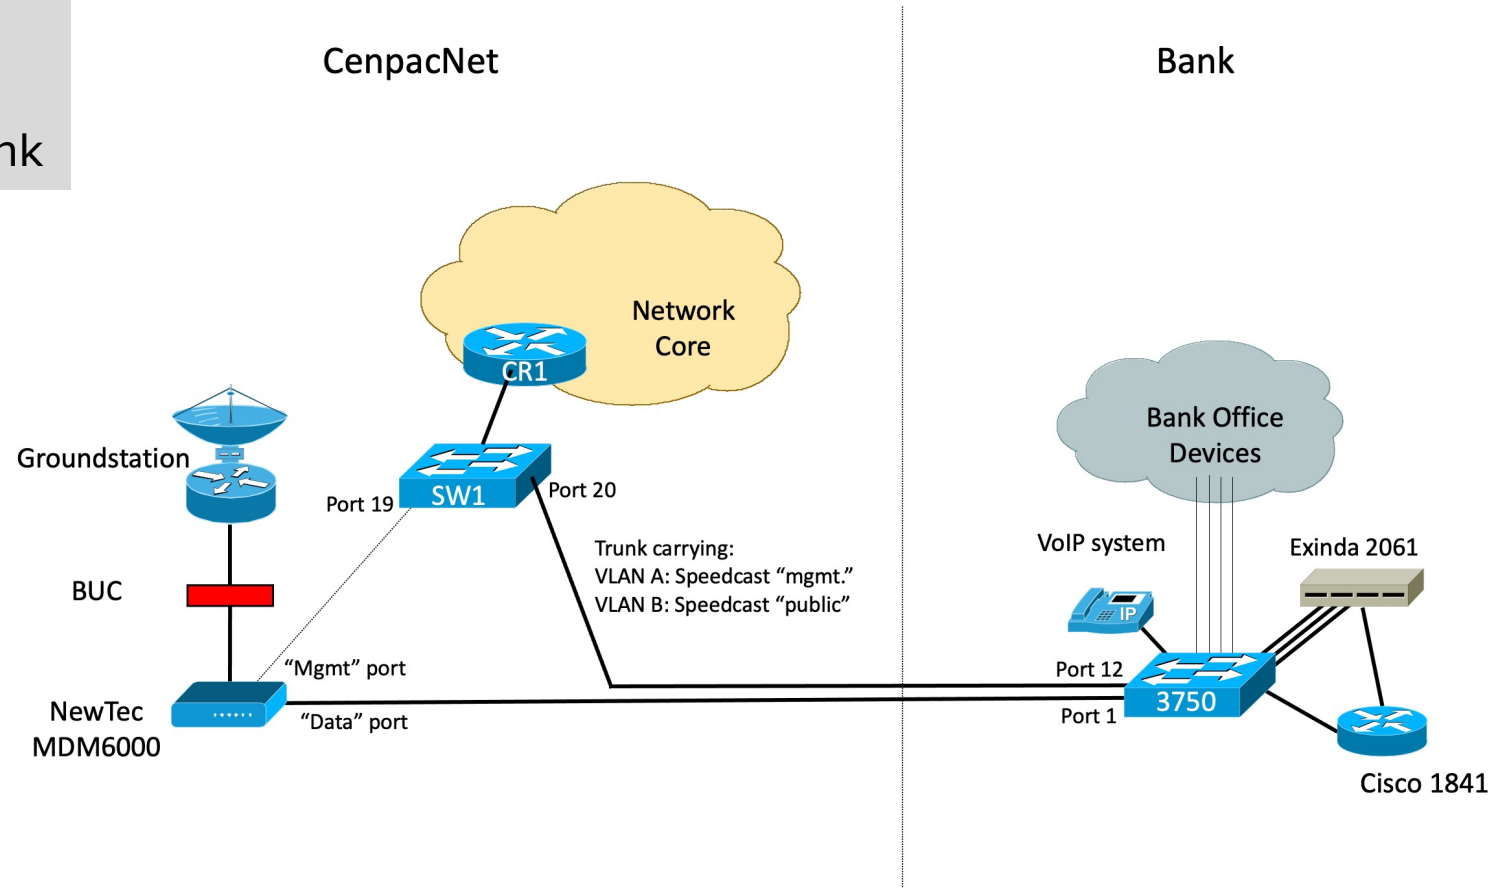 CenpacNet
Bank
nk
Network
Core
CR1
Groundstation
SW1
Port 19
Port 20
Bank Office
Devices
Trunk carrying:
VLAN A: Speedcast “mgmt.”
VLAN B: Speedcast “public”
VoIP system
Exinda 2061
BUC
IP
“Mgmt” port
Port 12
3750
NewTec
MDM6000
“Data” port
Port 1
Cisco 1841